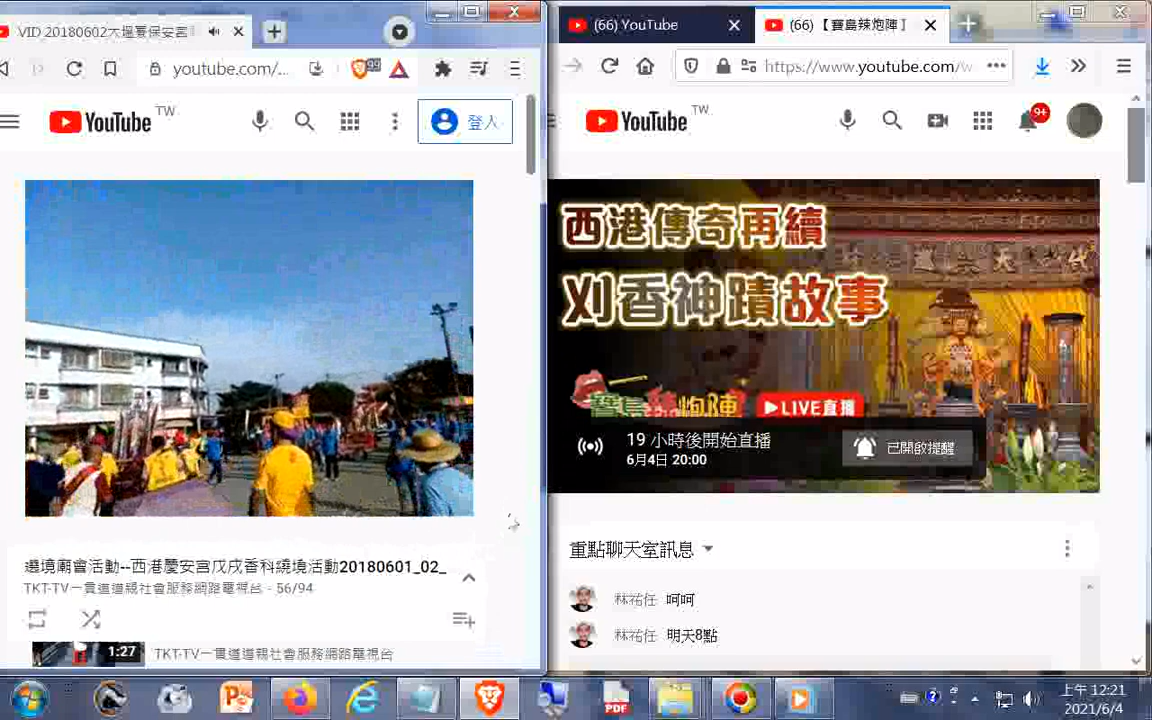 VID 20180602大塭寮保安宮
youtube.com/...
99
YouTube
TW
登入
遶境廟會活動--西港慶安宮戊戌香科繞境活動20180601_02_
TKT-TV一貫道道親社會服務網路電視台 - 56/94
1:27
TKT-TV一貫道道親社會服務網路電視台
(66) YouTube
(66) 【寶島辣炮陣】
https://www.youtube.com/w
YouTube
TW
9+
西港傳奇再續
刈香神蹟故事
寶島辣炮陣
LIVE直播
19 小時後開始直播
6月4日 20:00
已開啟提醒
重點聊天室訊息
林祐任 呵呵
林祐任 明天8點
PDF
上午 12:21
2021/6/4